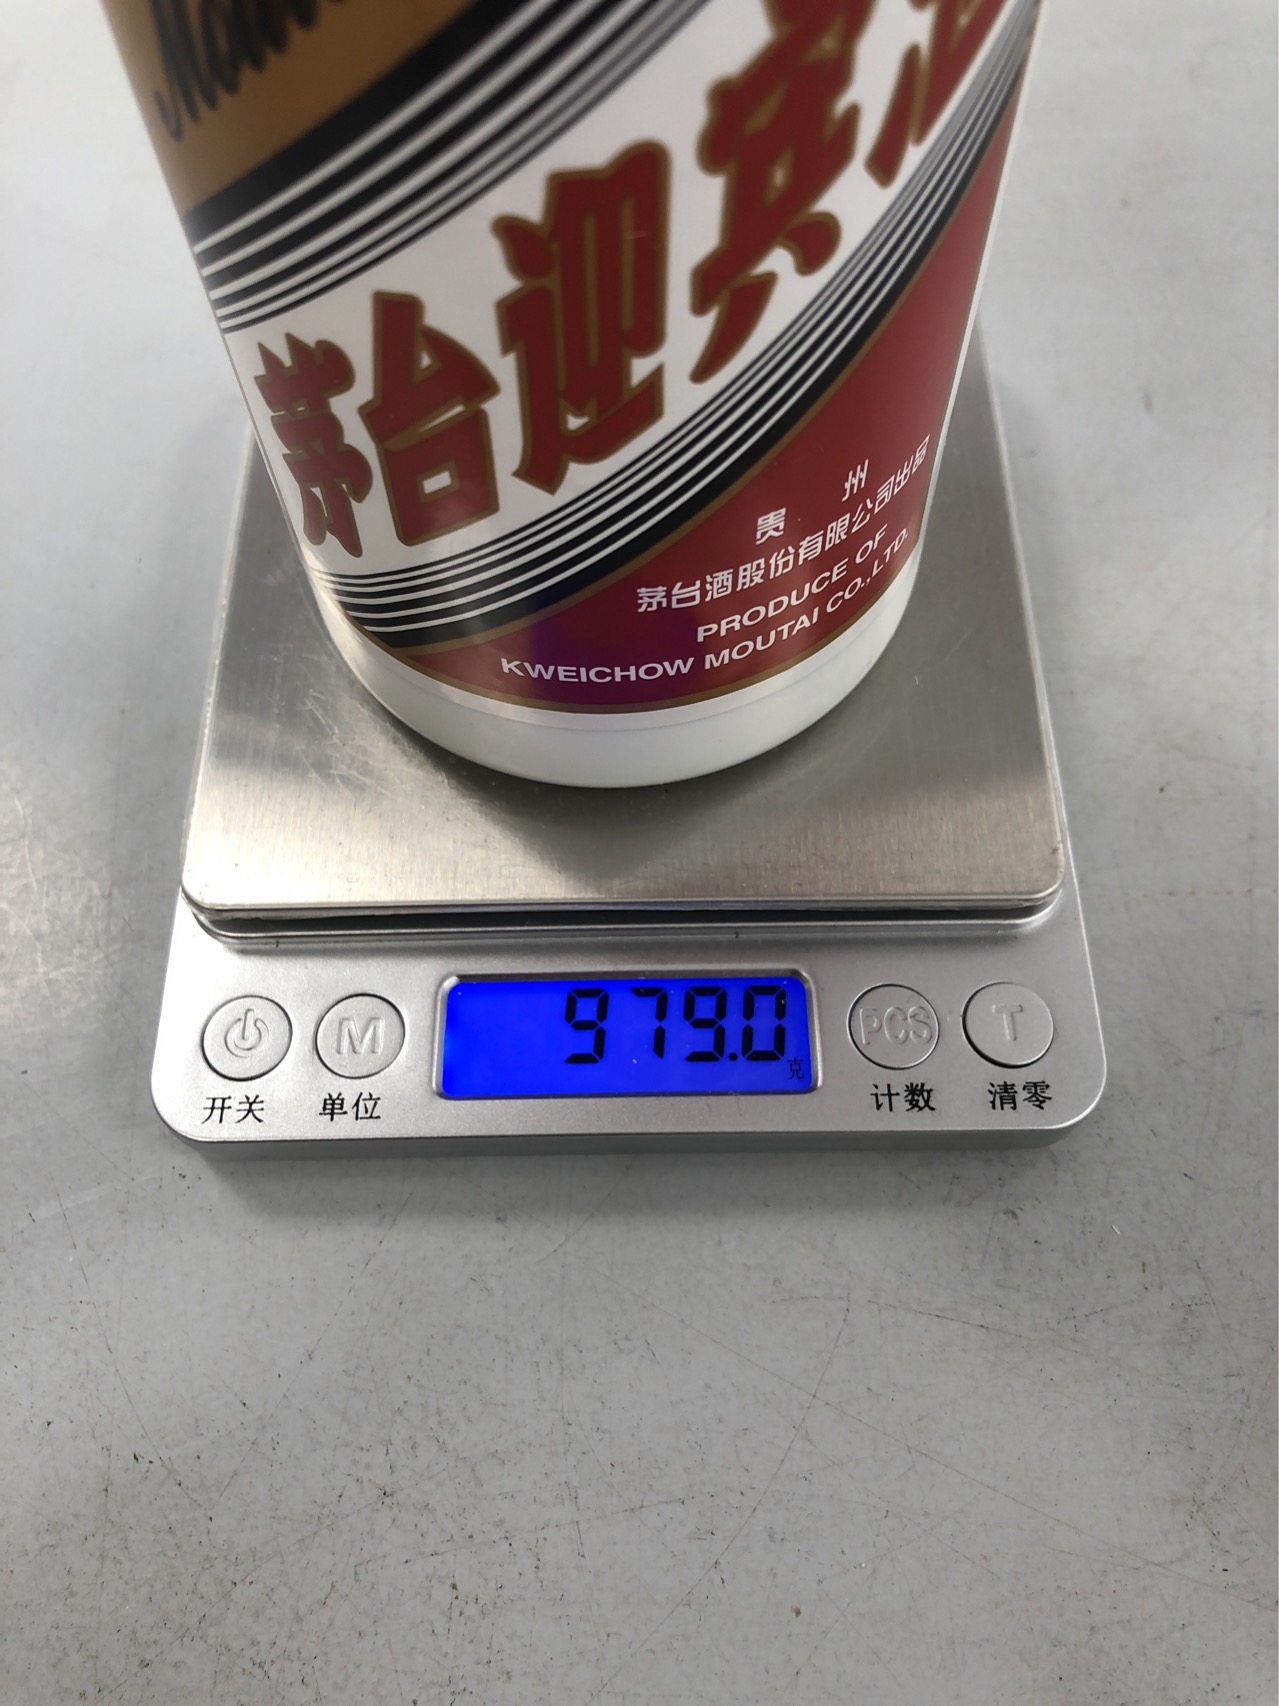 茅台迎宾酒
贵州
茅台酒股份有限公司出品
PRODUCE OF
KWEICHOW MOUTAI CO.,LTD.
979.0
克
M
PCS
T
开关
单位
计数
清零